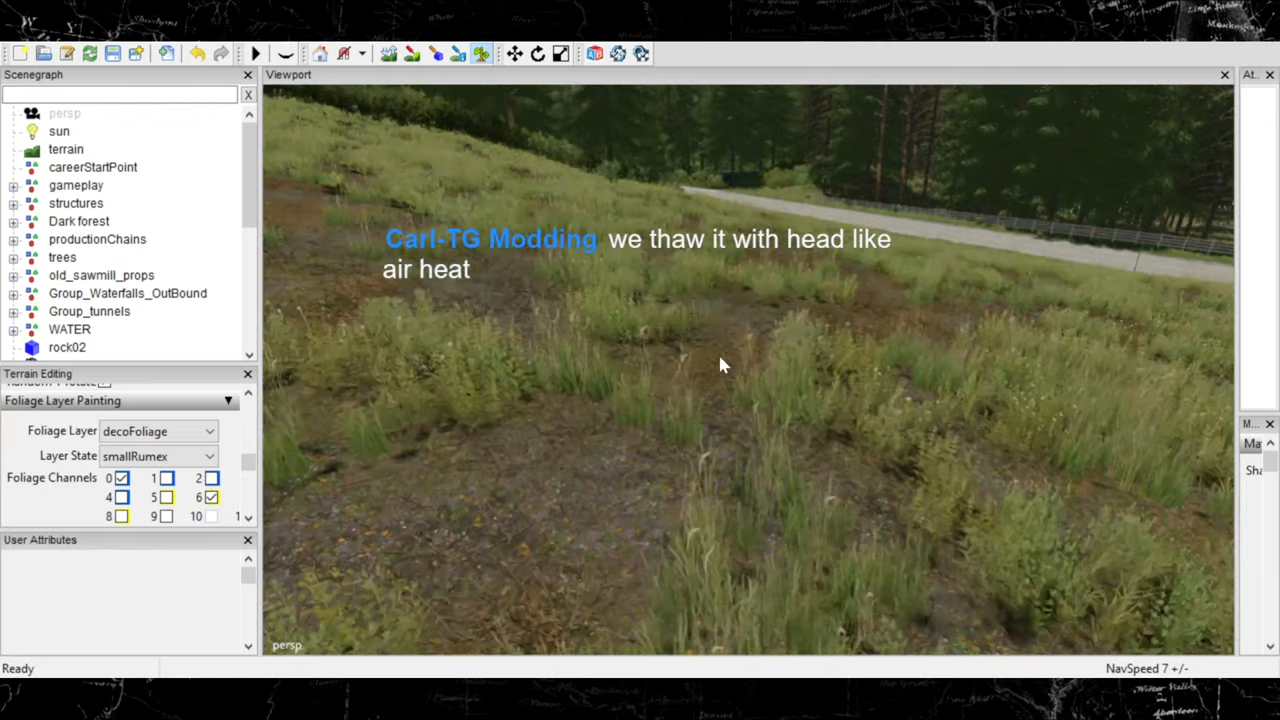 Scenegraph
Viewport
At..
X
persp
sun
terrain
careerStartPoint
gameplay
structures
Dark forest
productionChains
trees
old_sawmill_props
Group_Waterfalls_OutBound
Group_tunnels
WATER
rock02
Carl-TG Modding we thaw it with head like
air heat
Terrain Editing
Foliage Layer Painting
Foliage Layer decoFoliage
Layer State smallRumex
Foliage Channels 0 1 2
4 5 6
8 9 10 1
User Attributes
M...
Ma
Sha
persp
Ready
NavSpeed 7 +/-